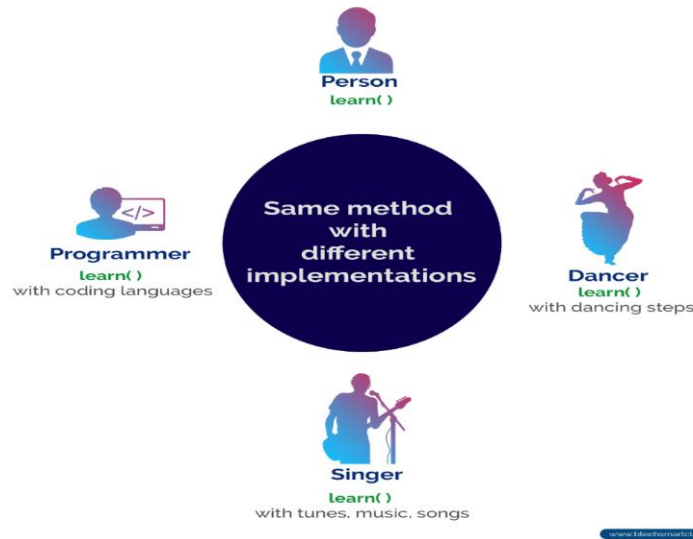 Person
learn( )
Same method
with
different
implementations
</>
Programmer
learn( )
with coding languages
Dancer
learn( )
with dancing steps
Singer
learn( )
with tunes, music, songs